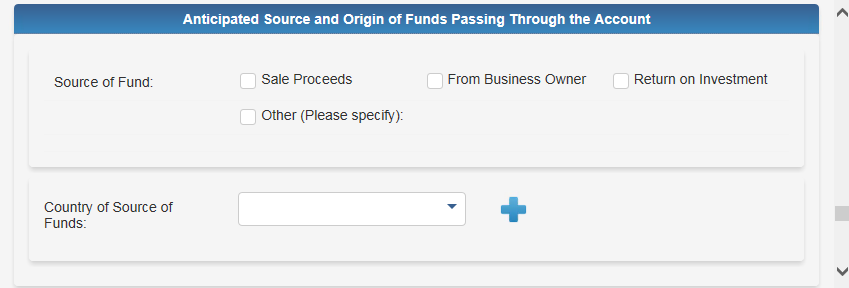 Anticipated Source and Origin of Funds Passing Through the Account
Source of Fund:
Sale Proceeds
From Business Owner
Return on Investment
Other (Please specify):
Country of Source of
Funds: